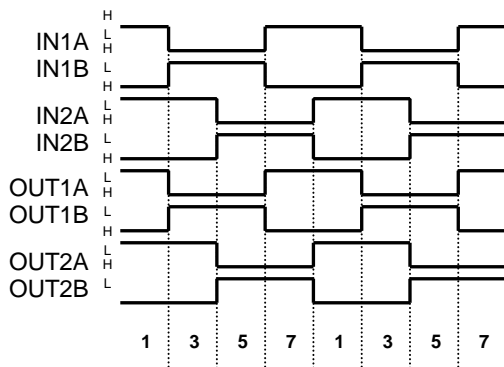 H
L
IN1A H
IN1B L
H
L
IN2A H
IN2B L
H
L
OUT1A H
OUT1B L
H
L
OUT2A H
OUT2B L
1 3 5 7 1 3 5 7